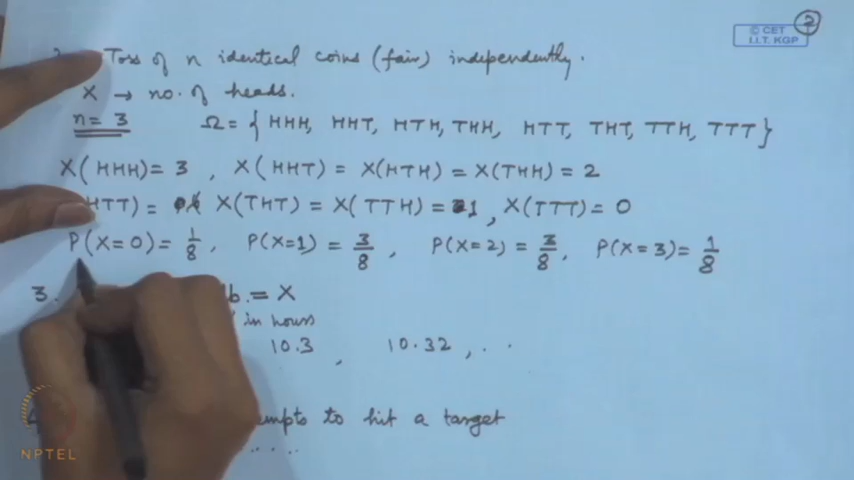 2
© CET
I.I.T. KGP
Toss of n identical coins (fair) independently.
X → no. of heads.
n = 3 Ω = { HHH, HHT, HTH, THH, HTT, THT, TTH, TTT }
X(HHH) = 3 , X(HHT) = X(HTH) = X(THH) = 2
HTT) = X(THT) = X(TTH) = 1 , X(TTT) = 0
P(X=0) = 1/8 , P(X=1) = 3/8 , P(X=2) = 3/8 , P(X=3) = 1/8
3. = X
in hours
10.3 , 10.32 , . .
to hit a target
. . . .
NPTEL